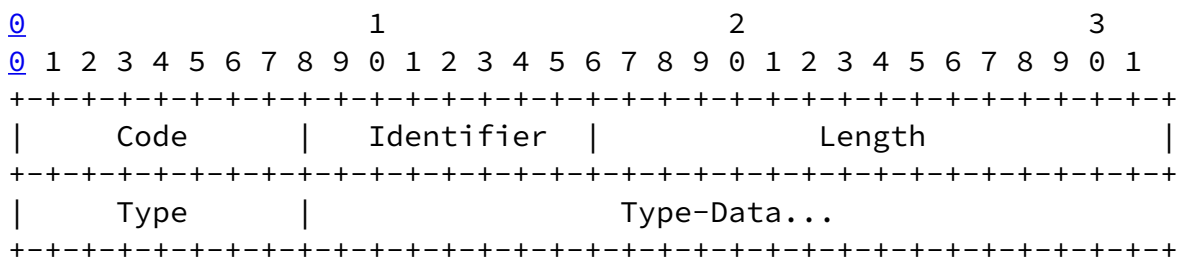 0                   1                   2                   3
0 1 2 3 4 5 6 7 8 9 0 1 2 3 4 5 6 7 8 9 0 1 2 3 4 5 6 7 8 9 0 1
+-+-+-+-+-+-+-+-+-+-+-+-+-+-+-+-+-+-+-+-+-+-+-+-+-+-+-+-+-+-+-+-+
|     Code      |   Identifier  |            Length             |
+-+-+-+-+-+-+-+-+-+-+-+-+-+-+-+-+-+-+-+-+-+-+-+-+-+-+-+-+-+-+-+-+
|     Type      |                 Type-Data...
+-+-+-+-+-+-+-+-+-+-+-+-+-+-+-+-+-+-+-+-+-+-+-+-+-+-+-+-+-+-+-+-+